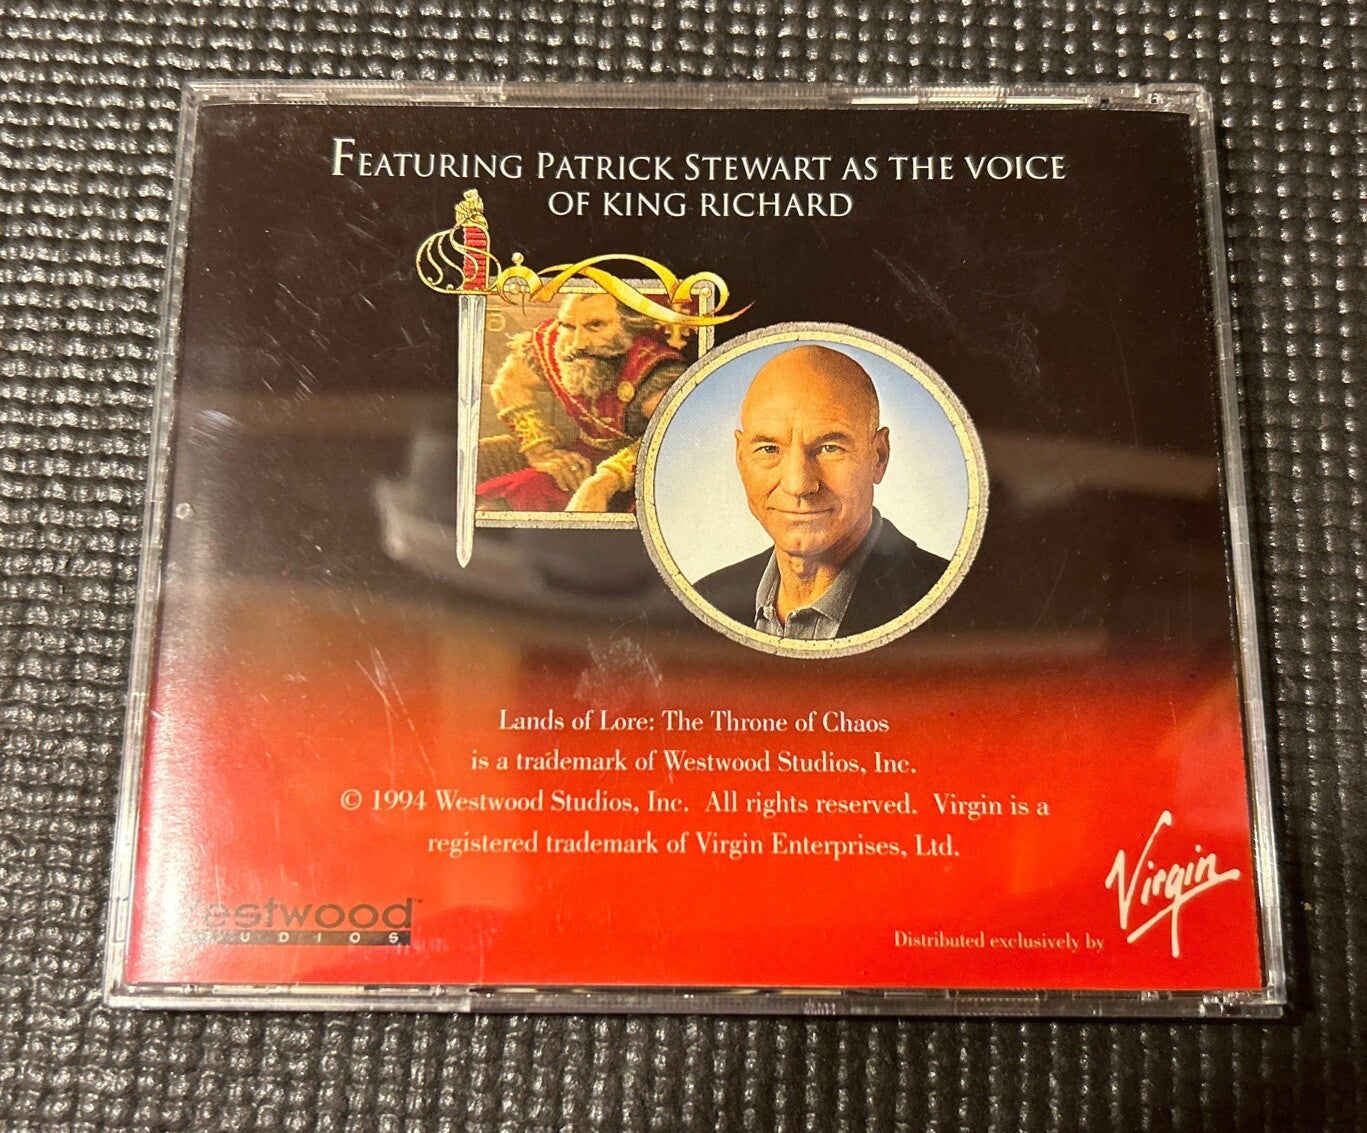 FEATURING PATRICK STEWART AS THE VOICE
OF KING RICHARD
Lands of Lore: The Throne of Chaos
is a trademark of Westwood Studios, Inc.
© 1994 Westwood Studios, Inc. All rights reserved. Virgin is a
registered trademark of Virgin Enterprises, Ltd.
Westwood™
STUDIOS
Distributed exclusively by
Virgin